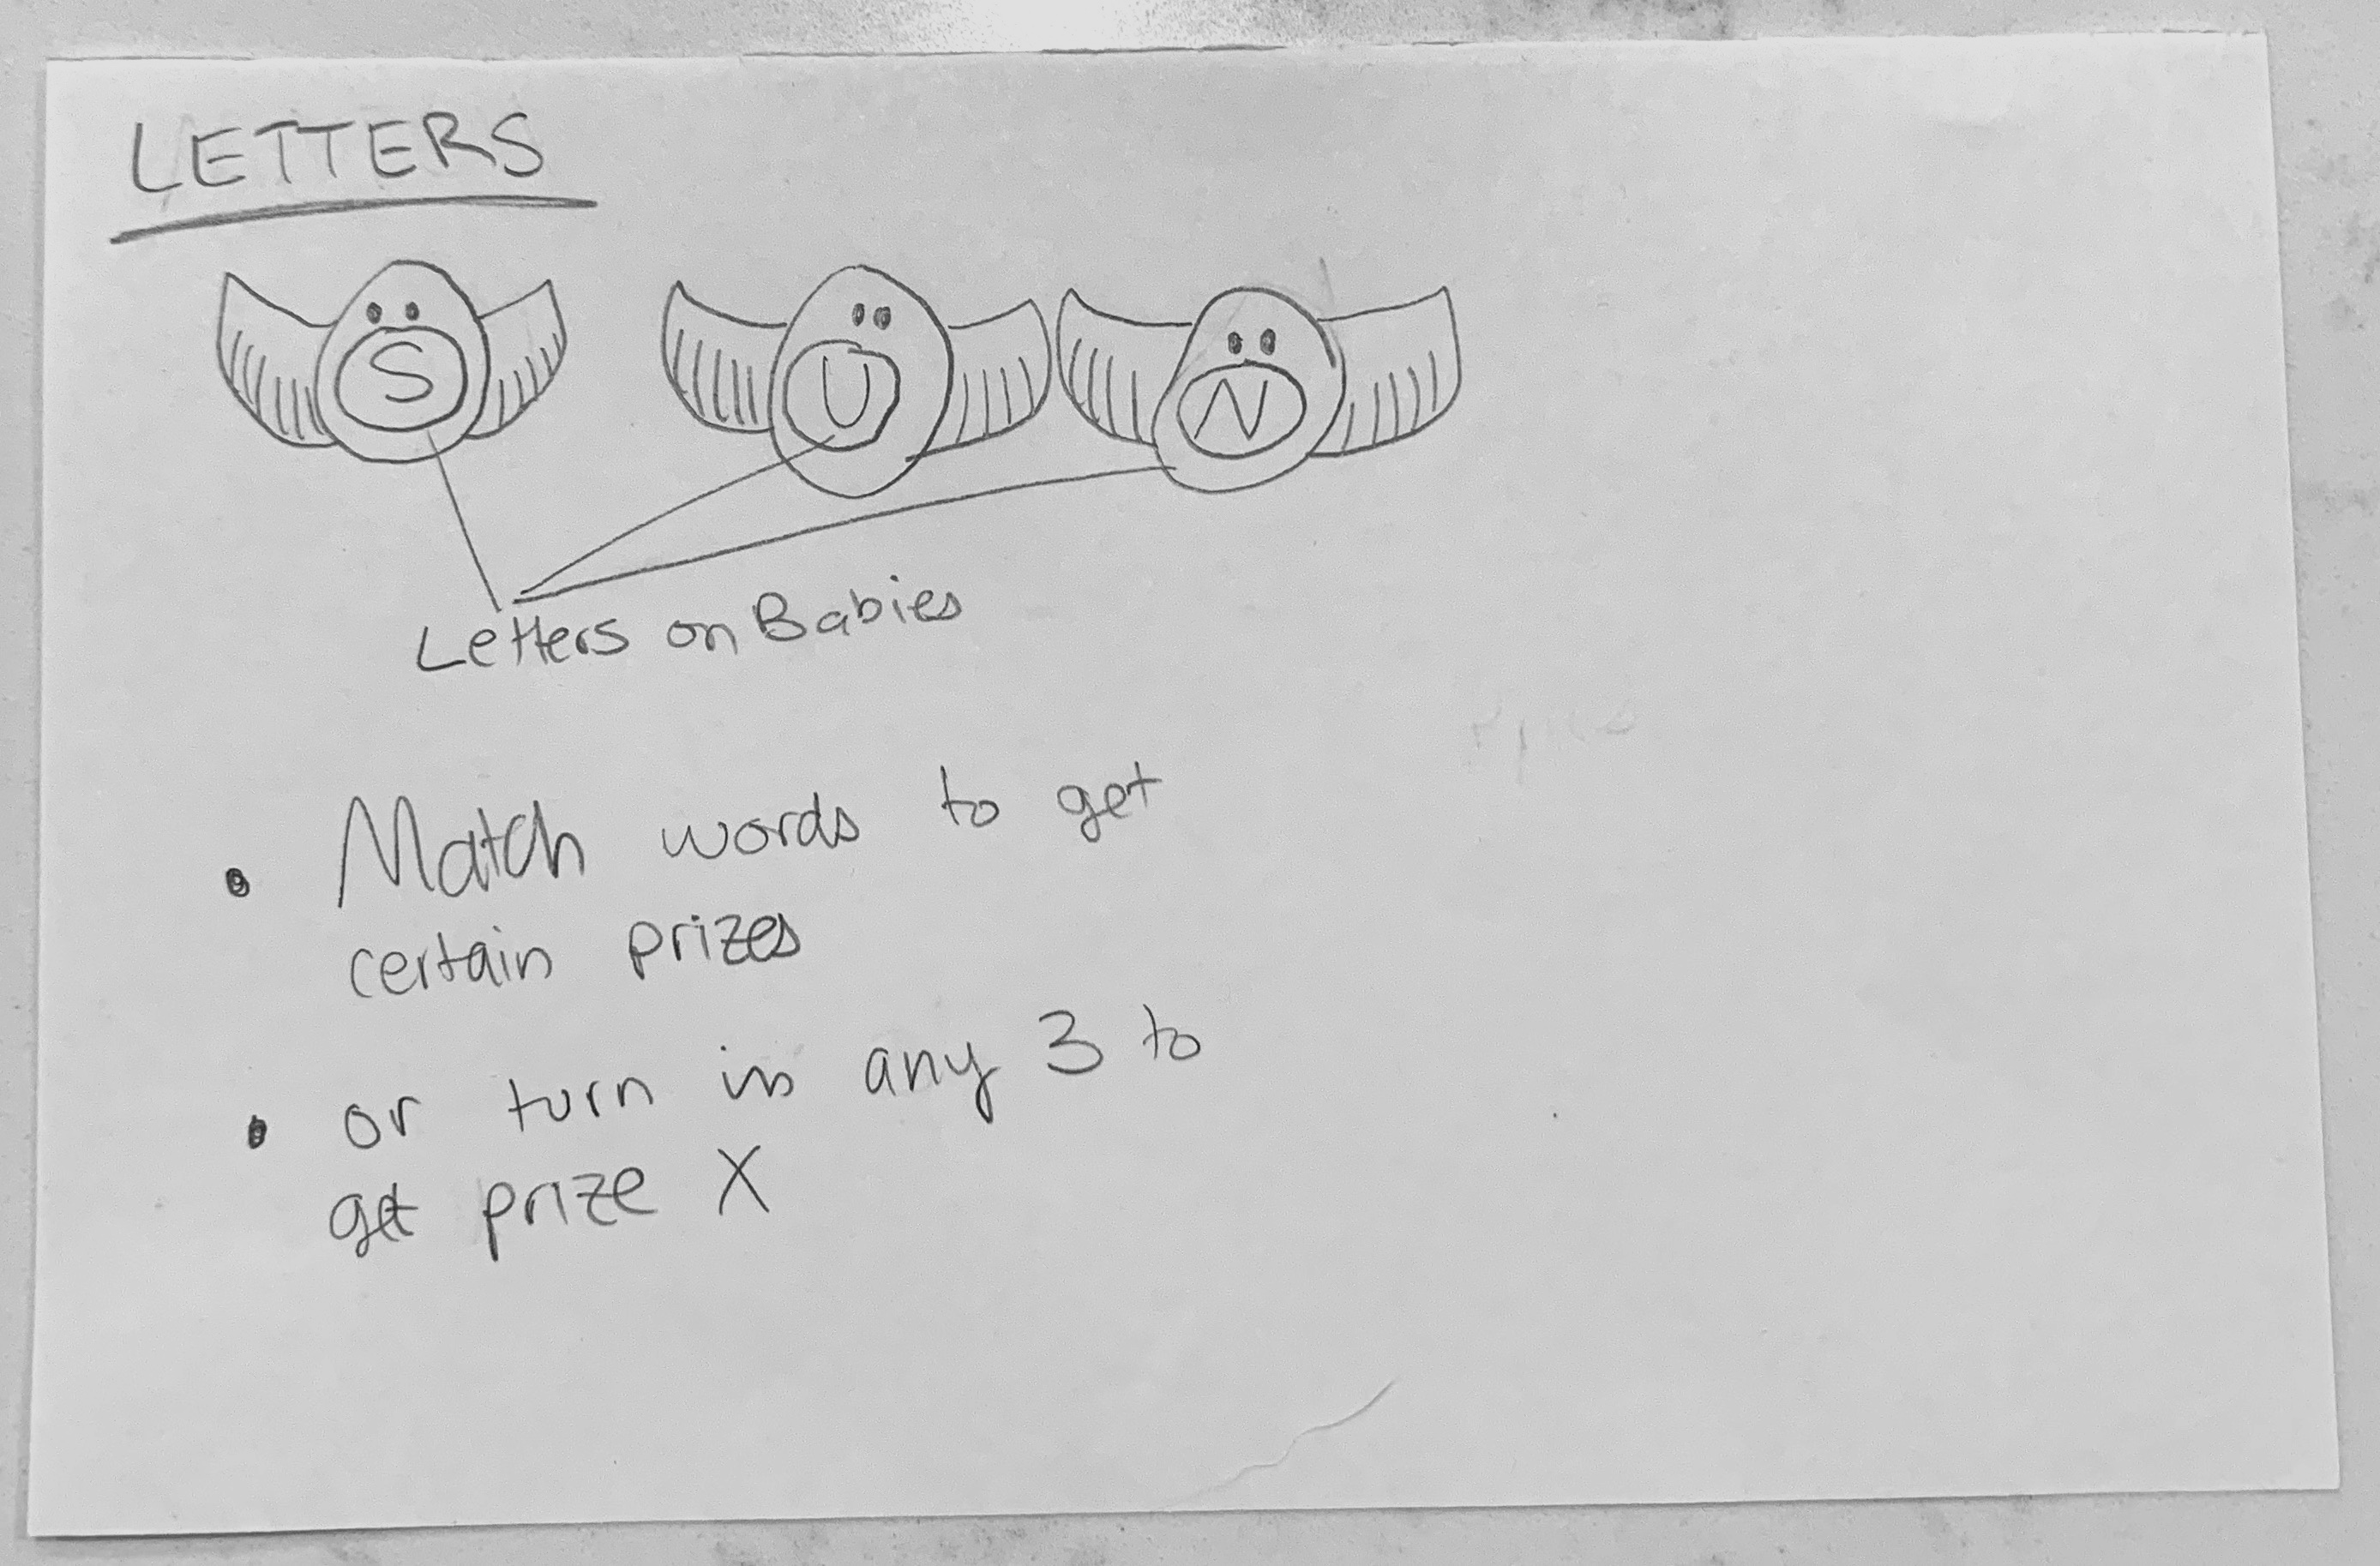 LETTERS
S U N
Letters on Babies
• Match words to get
certain prizes
• or turn in any 3 to
get prize X